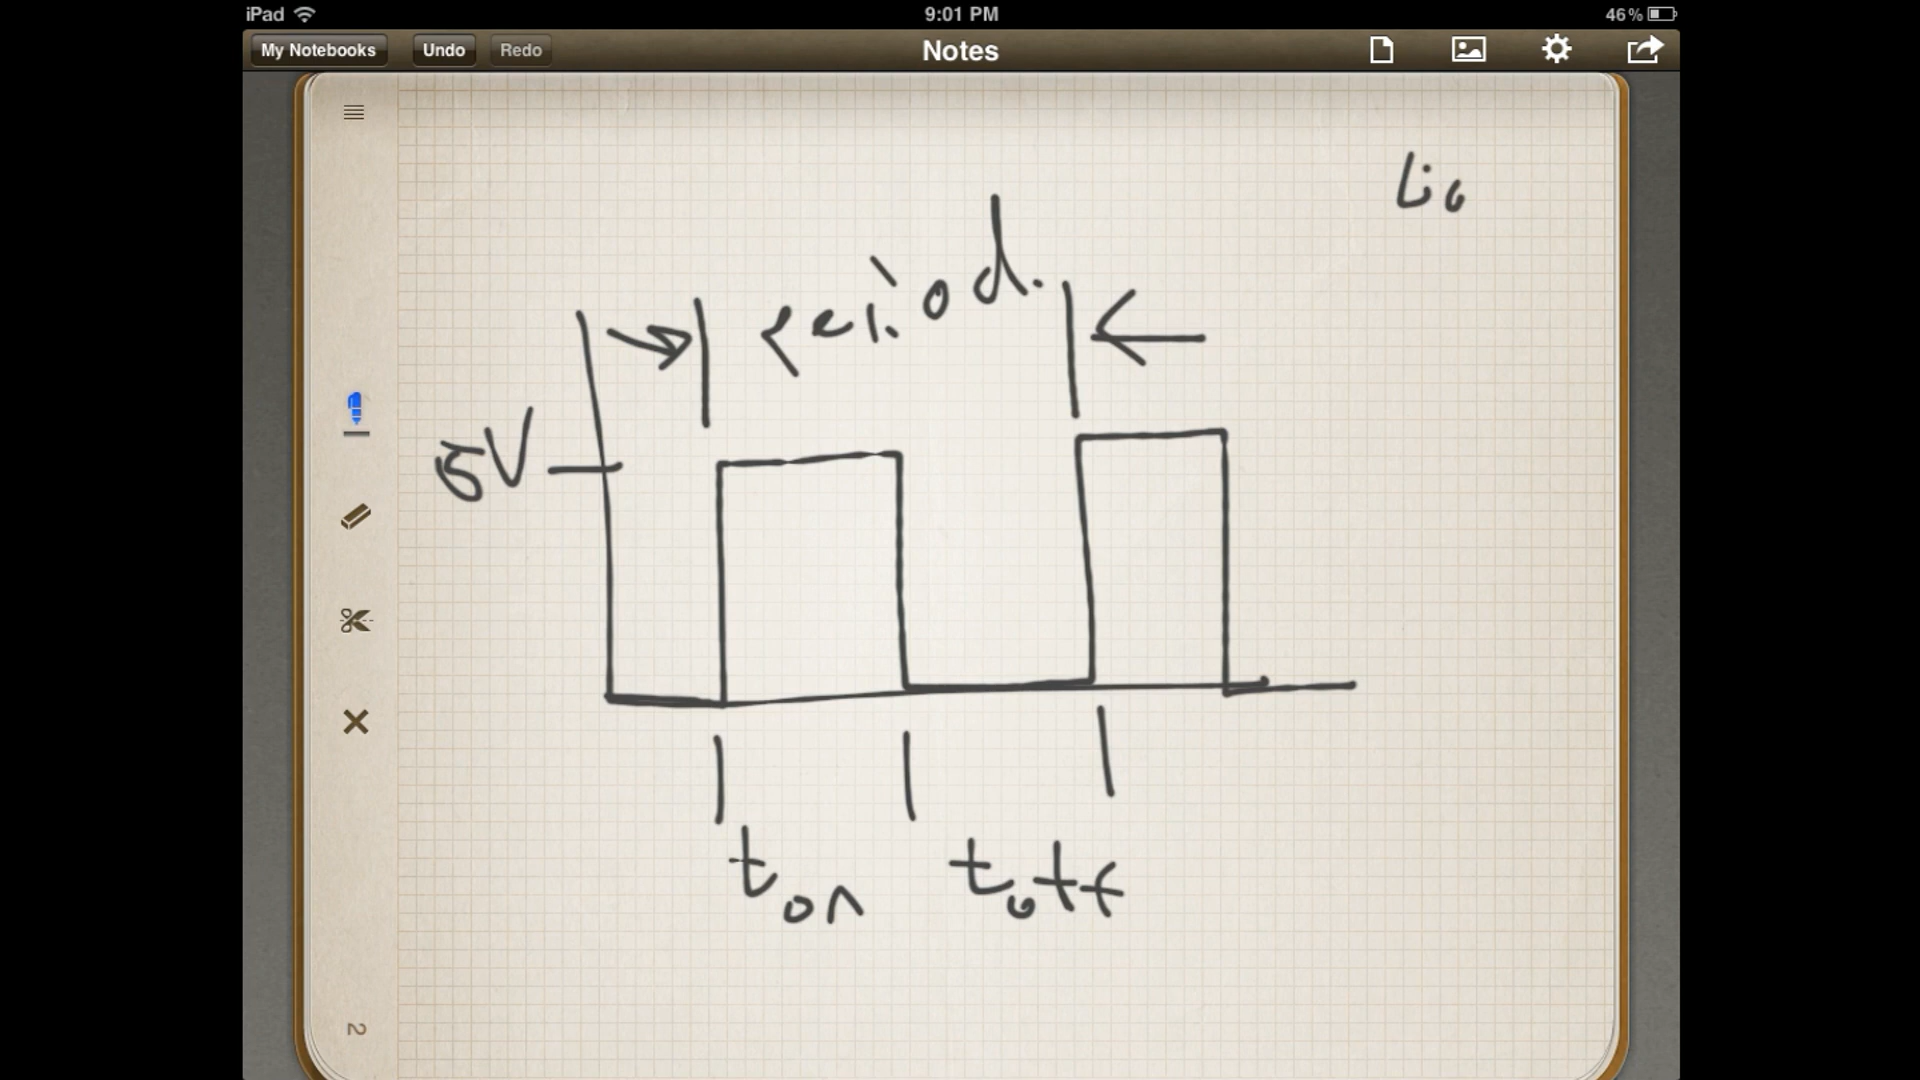 iPad 9:01 PM 46%
My Notebooks Undo Redo Notes
period.
5V
ton toff
2